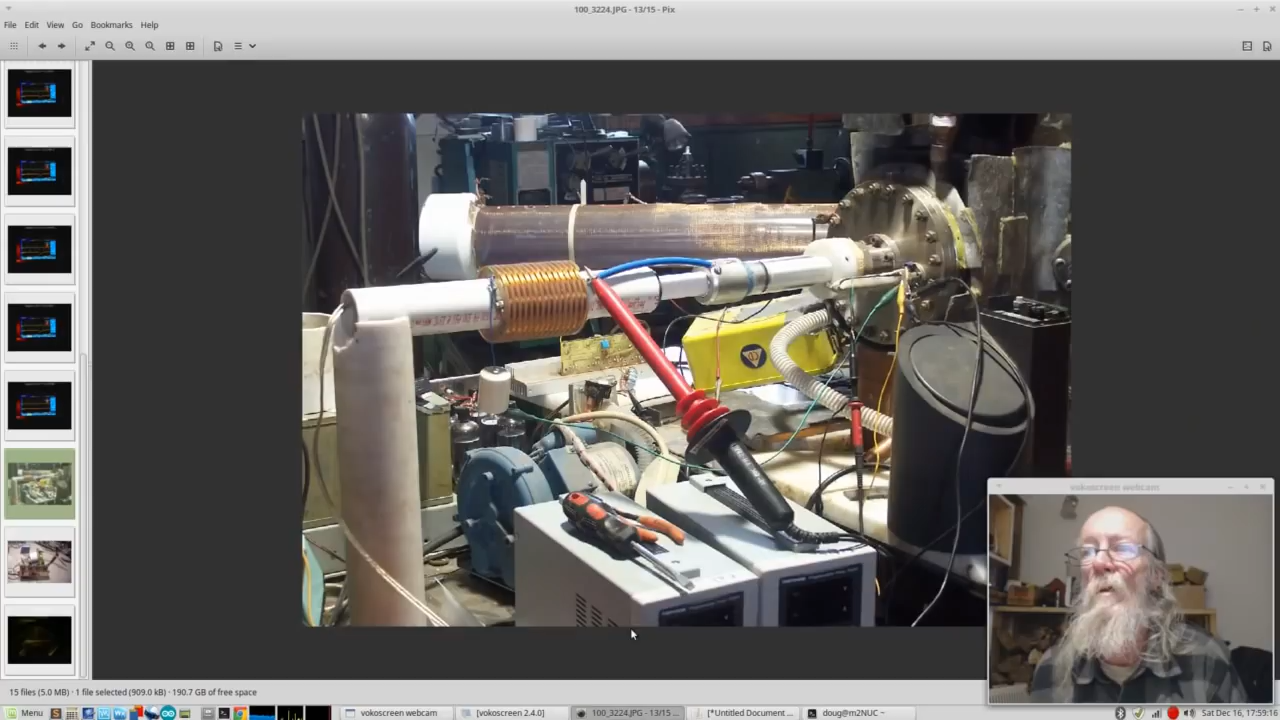 100_3224.JPG - 13/15 - Pix
File Edit View Go Bookmarks Help
vokoscreen webcam
15 files (5.0 MB) · 1 file selected (909.0 kB) · 190.7 GB of free space
Menu
vokoscreen webcam
[vokoscreen 2.4.0]
100_3224.JPG - 13/15 ...
[*Untitled Document ...
doug@m2NUC ~
Sat Dec 16, 17:59:16